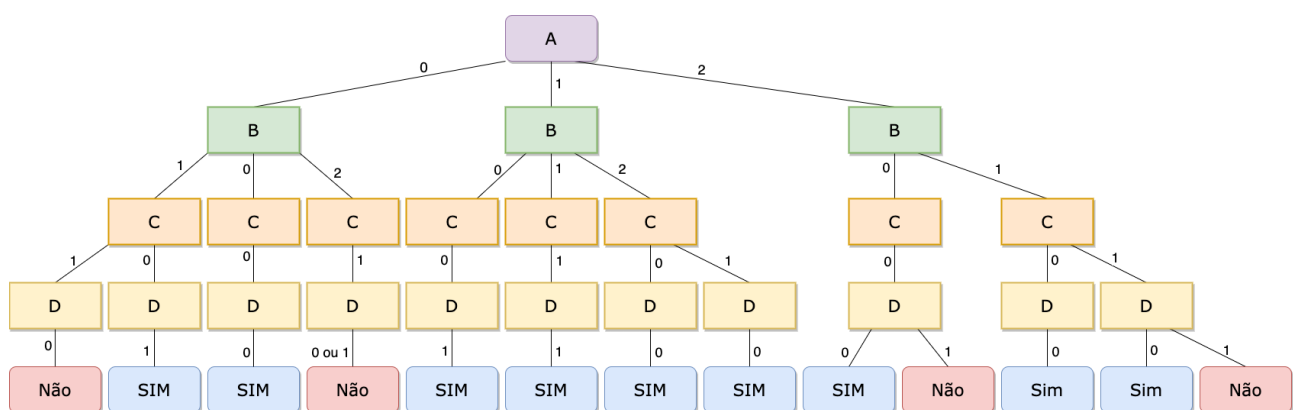 A
0 1 2
B B B
1 0 2 0 1 2 0 1
C C C C C C C C
1 0 0 1 0 1 0 1 0 0 1
D D D D D D D D D D D
0 1 0 0 ou 1 1 1 0 0 0 1 0 0 1
Não SIM SIM Não SIM SIM SIM SIM SIM Não Sim Sim Não